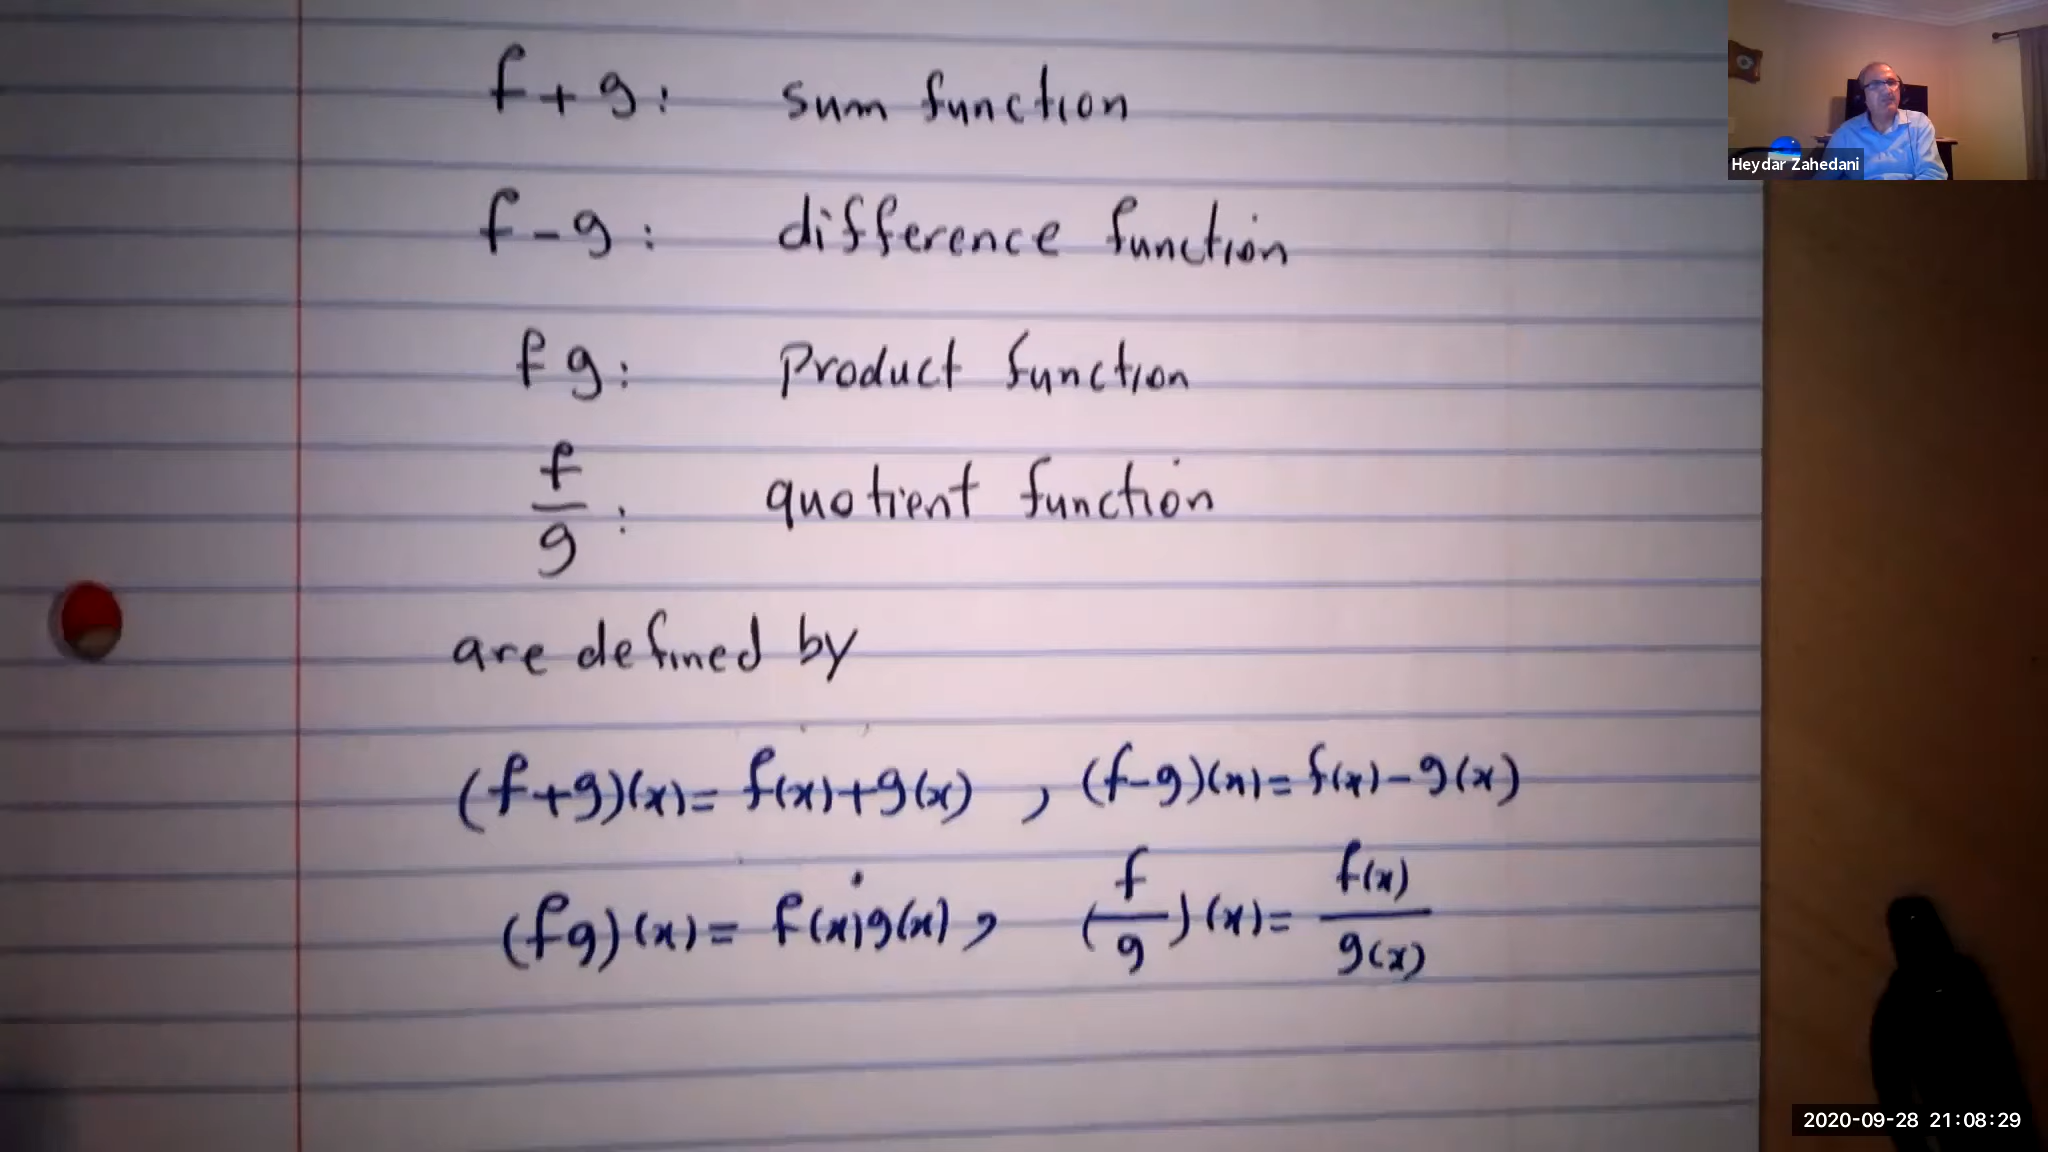 f+g: sum function
Heydar Zahedani
f-g: difference function
fg: Product function
f/g: quotient function
are defined by
(f+g)(x)= f(x)+g(x) , (f-g)(x)= f(x)-g(x)
(fg)(x)= f(x)g(x), (f/g)(x)= f(x)/g(x)
2020-09-28 21:08:29